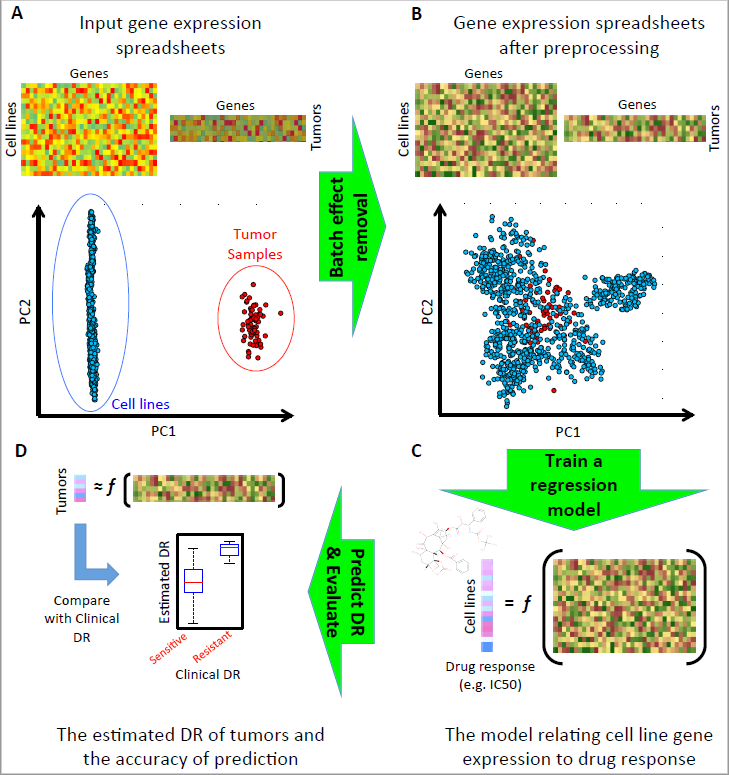 A
Input gene expression
spreadsheets
Genes
Cell lines
Genes
Tumors
PC2
Tumor
Samples
Cell lines
PC1
Batch effect
removal
B
Gene expression spreadsheets
after preprocessing
Genes
Cell lines
Genes
Tumors
PC2
PC1
C
Train a
regression
model
Cell lines
= f
Drug response
(e.g. IC50)
The model relating cell line gene
expression to drug response
Predict DR
& Evaluate
D
Tumors
≈ f
Compare
with Clinical
DR
Estimated DR
Sensitive
Resistant
Clinical DR
The estimated DR of tumors and
the accuracy of prediction